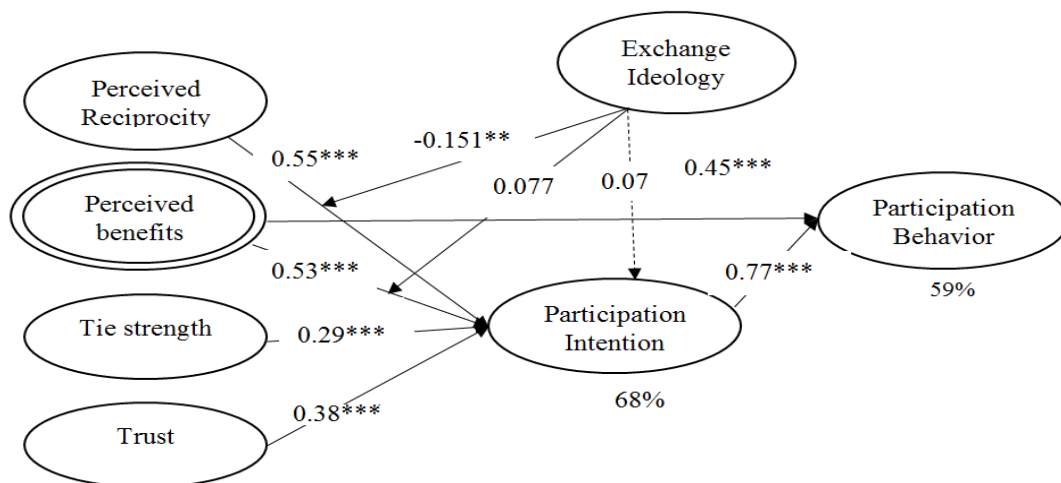 Exchange
Ideology
Perceived
Reciprocity
0.55***
-0.151**
0.077
0.07
0.45***
Perceived
benefits
Participation
Behavior
0.53***
0.77***
59%
Tie strength
0.29***
Participation
Intention
68%
0.38***
Trust